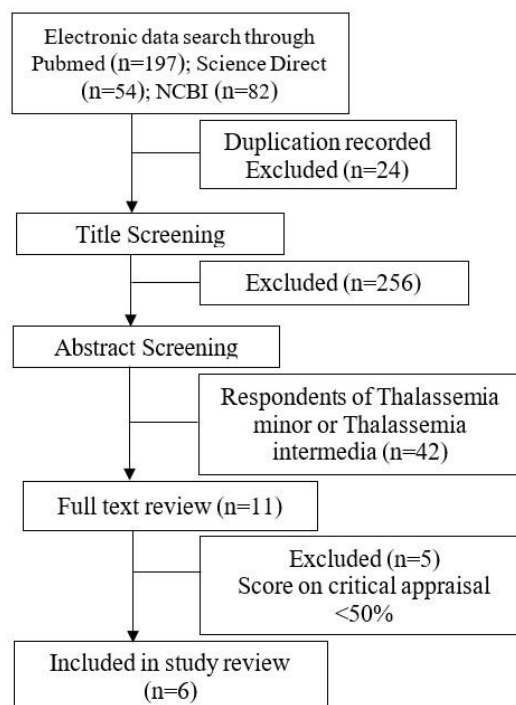 Electronic data search through
Pubmed (n=197); Science Direct
(n=54); NCBI (n=82)
Duplication recorded
Excluded (n=24)
Title Screening
Excluded (n=256)
Abstract Screening
Respondents of Thalassemia
minor or Thalassemia
intermedia (n=42)
Full text review (n=11)
Excluded (n=5)
Score on critical appraisal
<50%
Included in study review
(n=6)